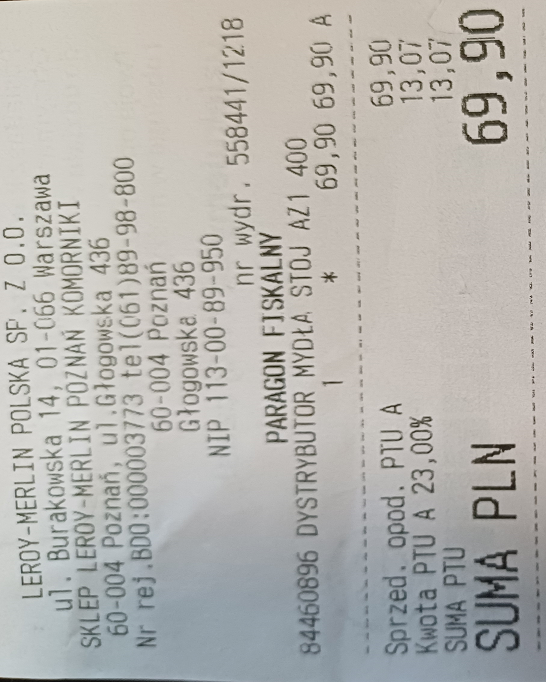 LEROY-MERLIN POLSKA SP. Z O.O.
ul. Burakowska 14, 01-066 Warszawa
SKLEP LEROY-MERLIN POZNAŃ KOMORNIKI
60-004 Poznań, ul.Głogowska 436
Nr rej.BDO:000003773 tel(061)89-98-800
60-004 Poznań
Głogowska 436
NIP 113-00-89-950
nr wydr. 558441/1218
PARAGON FISKALNY
84460896 DYSTRYBUTOR MYDŁA STOJ AZ1 400
1 * 69,90 69,90 A
Sprzed. opod. PTU A 69,90
Kwota PTU A 23,00% 13,07
SUMA PTU 13,07
SUMA PLN 69,90